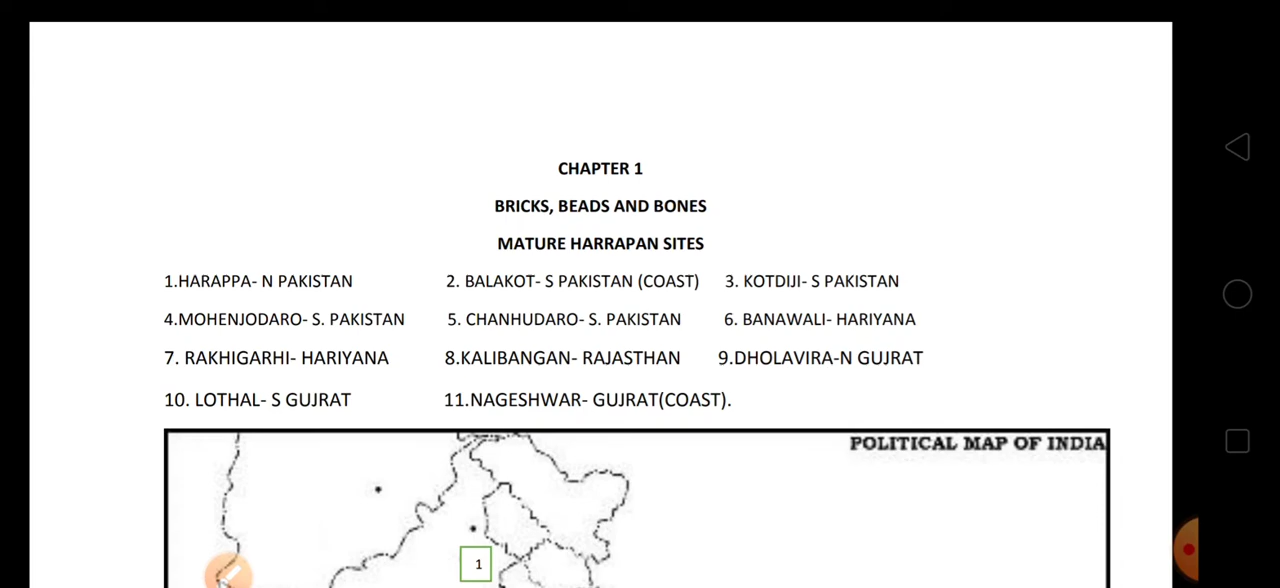 CHAPTER 1
BRICKS, BEADS AND BONES
MATURE HARRAPAN SITES
1.HARAPPA- N PAKISTAN 2. BALAKOT- S PAKISTAN (COAST) 3. KOTDIJI- S PAKISTAN
4.MOHENJODARO- S. PAKISTAN 5. CHANHUDARO- S. PAKISTAN 6. BANAWALI- HARIYANA
7. RAKHIGARHI- HARIYANA 8.KALIBANGAN- RAJASTHAN 9.DHOLAVIRA-N GUJRAT
10. LOTHAL- S GUJRAT 11.NAGESHWAR- GUJRAT(COAST).
POLITICAL MAP OF INDIA
1